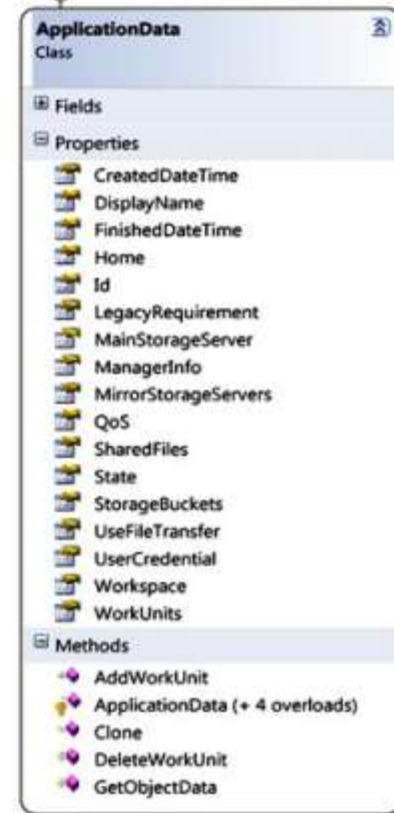 ApplicationData
Class
Fields
Properties
CreatedDateTime
DisplayName
FinishedDateTime
Home
Id
LegacyRequirement
MainStorageServer
ManagerInfo
MirrorStorageServers
QoS
SharedFiles
State
StorageBuckets
UseFileTransfer
UserCredential
Workspace
WorkUnits
Methods
AddWorkUnit
ApplicationData (+ 4 overloads)
Clone
DeleteWorkUnit
GetObjectData